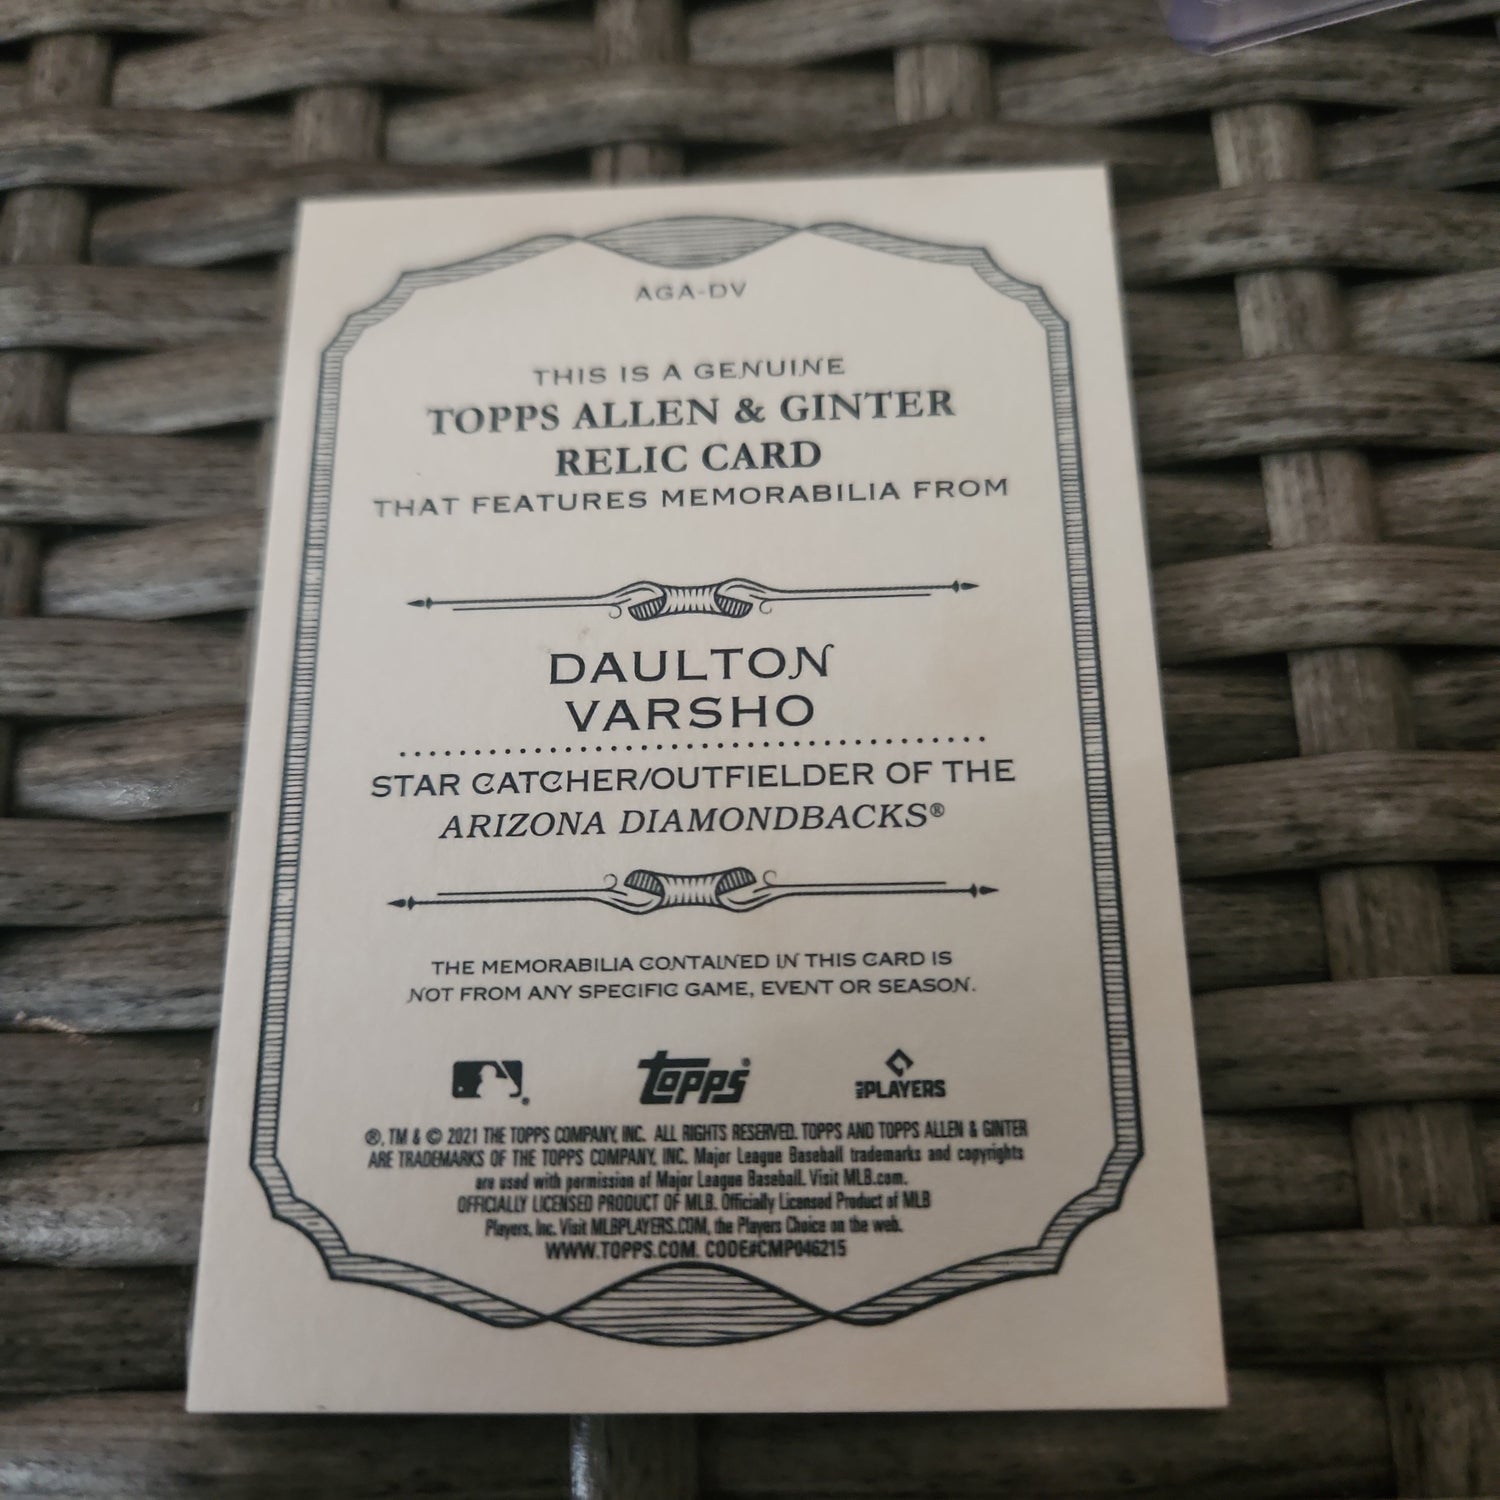 AGA-DV
THIS IS A GENUINE
TOPPS ALLEN & GINTER
RELIC CARD
THAT FEATURES MEMORABILIA FROM
DAULTON
VARSHO
STAR CATCHER/OUTFIELDER OF THE
ARIZONA DIAMONDBACKS®
THE MEMORABILIA CONTAINED IN THIS CARD IS
NOT FROM ANY SPECIFIC GAME, EVENT OR SEASON.
topps® MLB PLAYERS
®, TM & © 2021 THE TOPPS COMPANY, INC. ALL RIGHTS RESERVED. TOPPS AND TOPPS ALLEN & GINTER
ARE TRADEMARKS OF THE TOPPS COMPANY, INC. Major League Baseball trademarks and copyrights
are used with permission of Major League Baseball. Visit MLB.com.
OFFICIALLY LICENSED PRODUCT OF MLB. Officially Licensed Product of MLB
Players, Inc. Visit MLBPLAYERS.COM, the Players Choice on the web.
WWW.TOPPS.COM. CODE#CMP046215